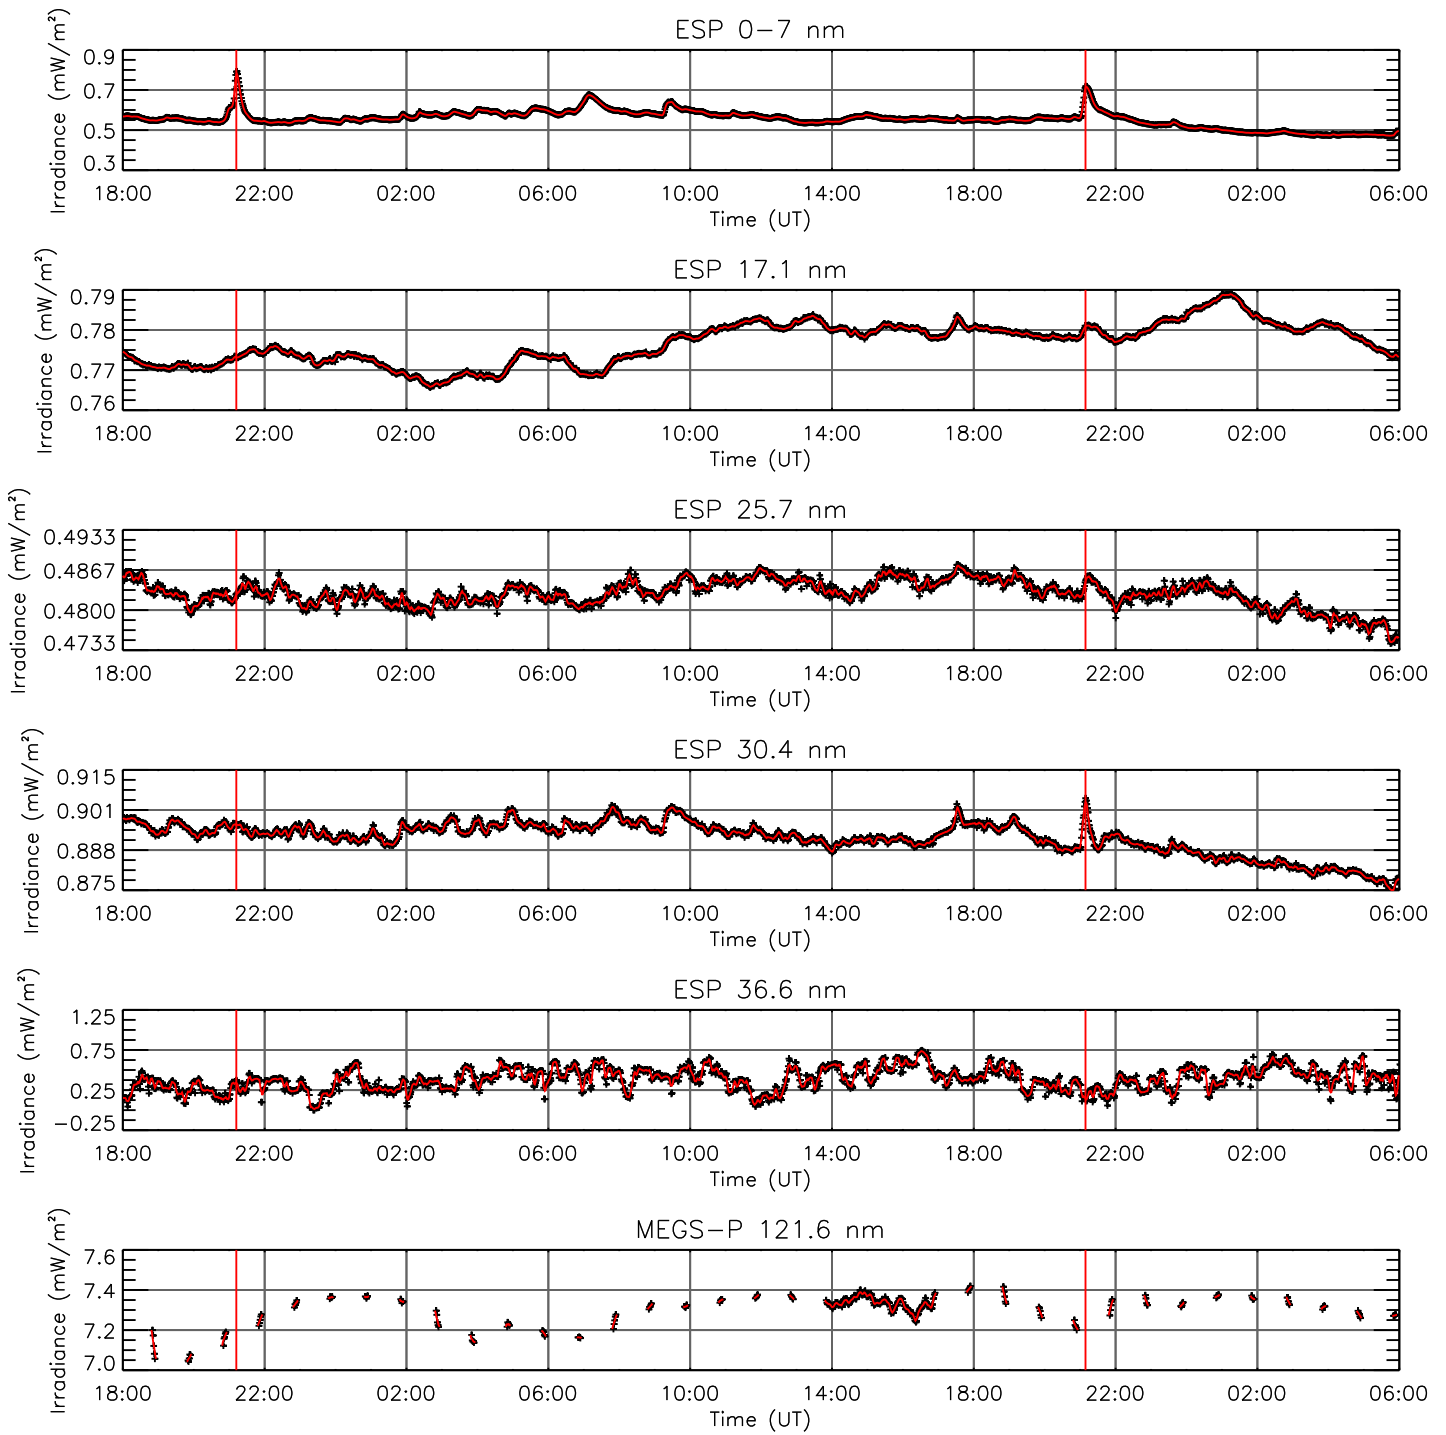 ESP 0-7 nm
Irradiance (mW/m²)
0.9
0.7
0.5
0.3
18:00 22:00 02:00 06:00 10:00 14:00 18:00 22:00 02:00 06:00
Time (UT)
ESP 17.1 nm
Irradiance (mW/m²)
0.79
0.78
0.77
0.76
18:00 22:00 02:00 06:00 10:00 14:00 18:00 22:00 02:00 06:00
Time (UT)
ESP 25.7 nm
Irradiance (mW/m²)
0.4933
0.4867
0.4800
0.4733
18:00 22:00 02:00 06:00 10:00 14:00 18:00 22:00 02:00 06:00
Time (UT)
ESP 30.4 nm
Irradiance (mW/m²)
0.915
0.901
0.888
0.875
18:00 22:00 02:00 06:00 10:00 14:00 18:00 22:00 02:00 06:00
Time (UT)
ESP 36.6 nm
Irradiance (mW/m²)
1.25
0.75
0.25
-0.25
18:00 22:00 02:00 06:00 10:00 14:00 18:00 22:00 02:00 06:00
Time (UT)
MEGS-P 121.6 nm
Irradiance (mW/m²)
7.6
7.4
7.2
7.0
18:00 22:00 02:00 06:00 10:00 14:00 18:00 22:00 02:00 06:00
Time (UT)